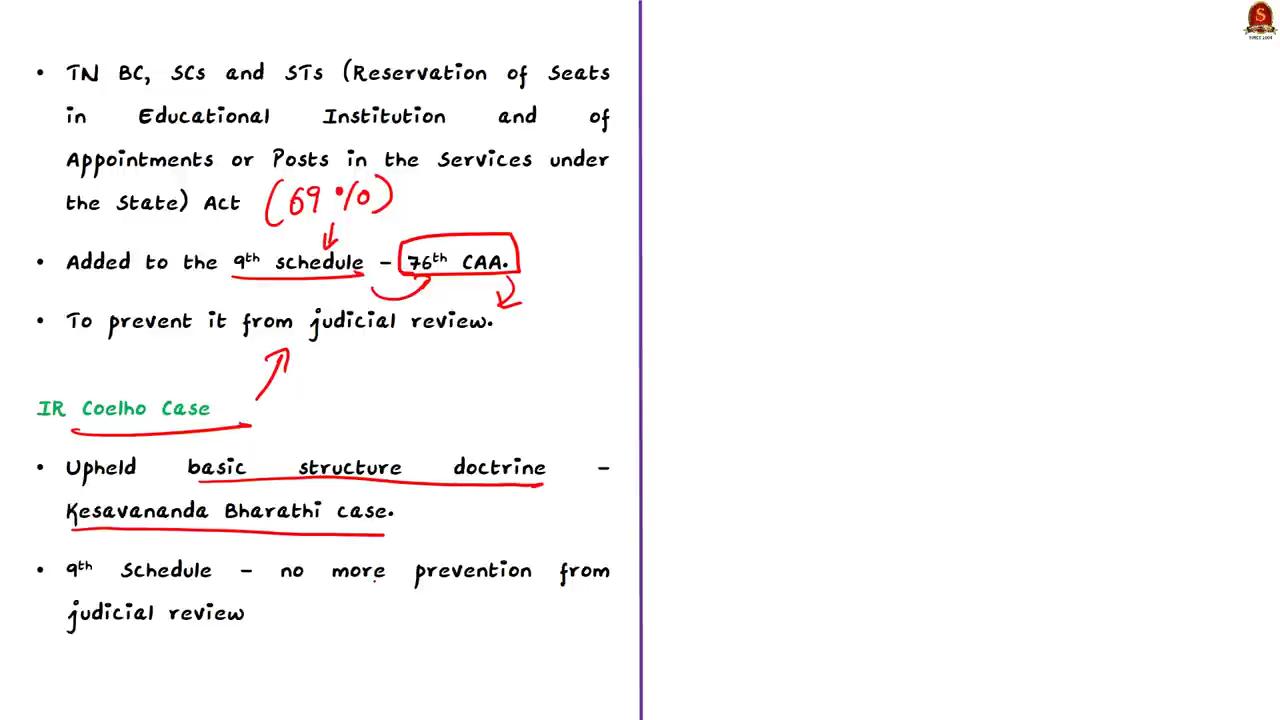 • TN BC, SCs and STs (Reservation of Seats
in Educational Institution and of
Appointments or Posts in the Services under
the State) Act (69 %)
• Added to the 9th schedule - 76th CAA.
• To prevent it from judicial review.
IR Coelho Case
• Upheld basic structure doctrine -
Kesavananda Bharathi case.
• 9th Schedule - no more prevention from
judicial review
S
SINCE 2004